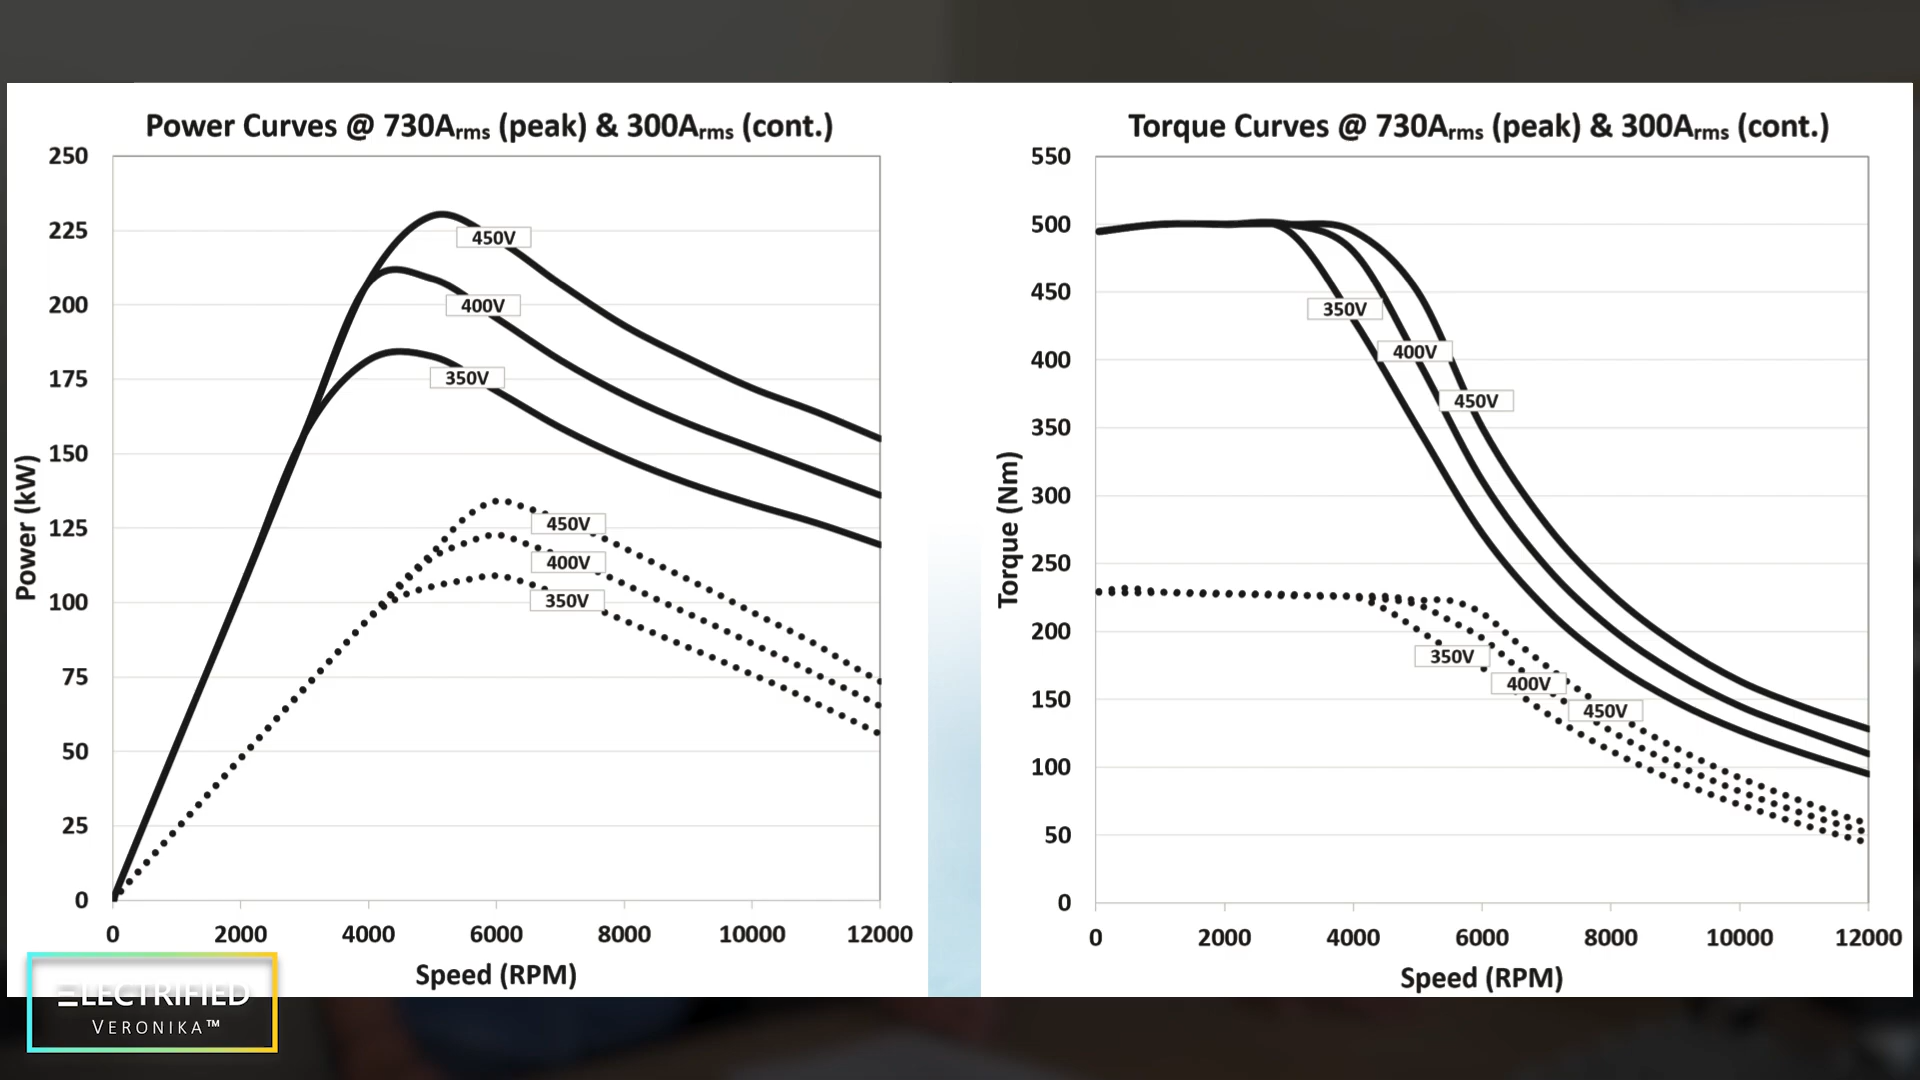 Power Curves @ 730Arms (peak) & 300Arms (cont.)
250
225
200
175
150
125
100
75
50
25
0
Power (kW)
450V
400V
350V
450V
400V
350V
0 2000 4000 6000 8000 10000 12000
Speed (RPM)
Torque Curves @ 730Arms (peak) & 300Arms (cont.)
550
500
450
400
350
300
250
200
150
100
50
0
Torque (Nm)
350V
400V
450V
350V
400V
450V
0 2000 4000 6000 8000 10000 12000
Speed (RPM)
ELECTRIFIED
VERONIKA™